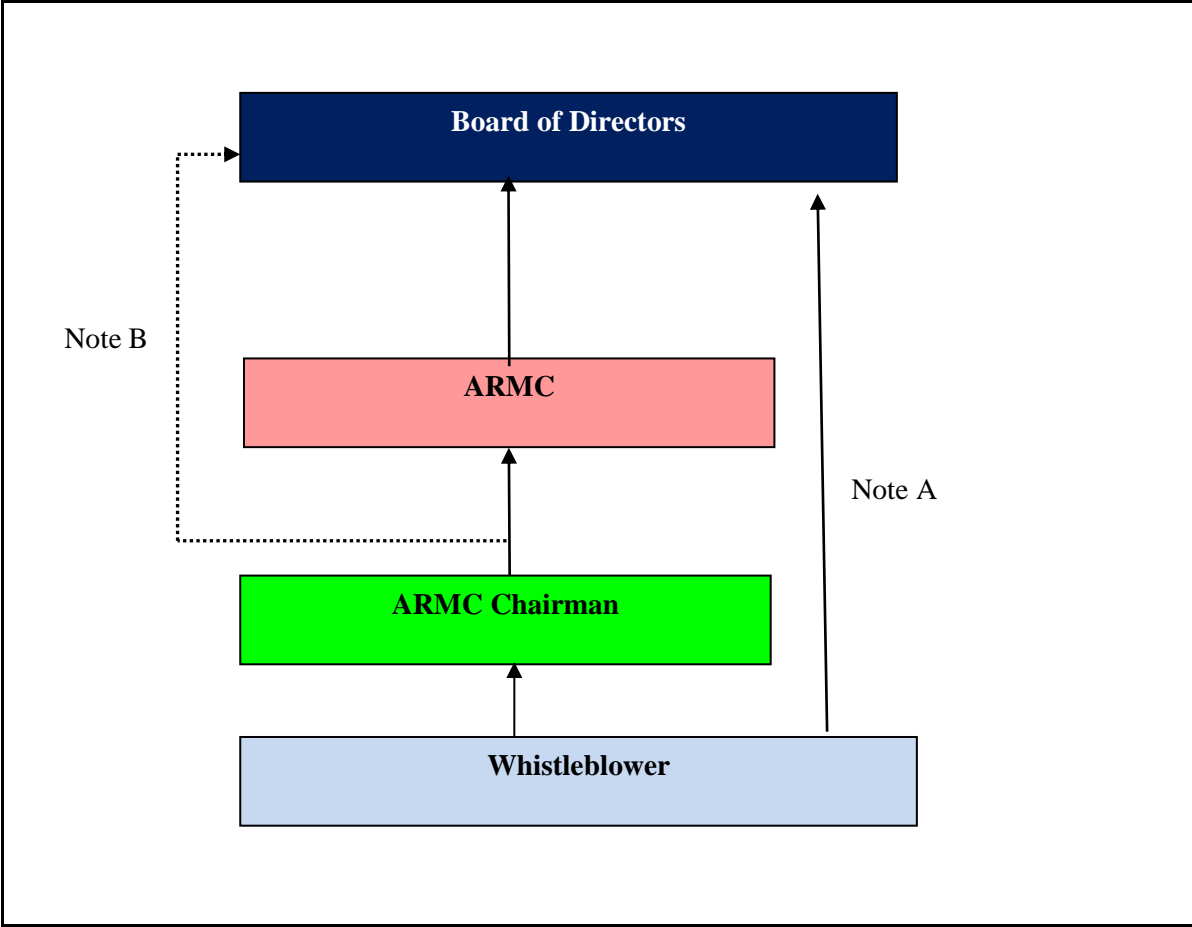 Board of Directors
Note B
ARMC
Note A
ARMC Chairman
Whistleblower